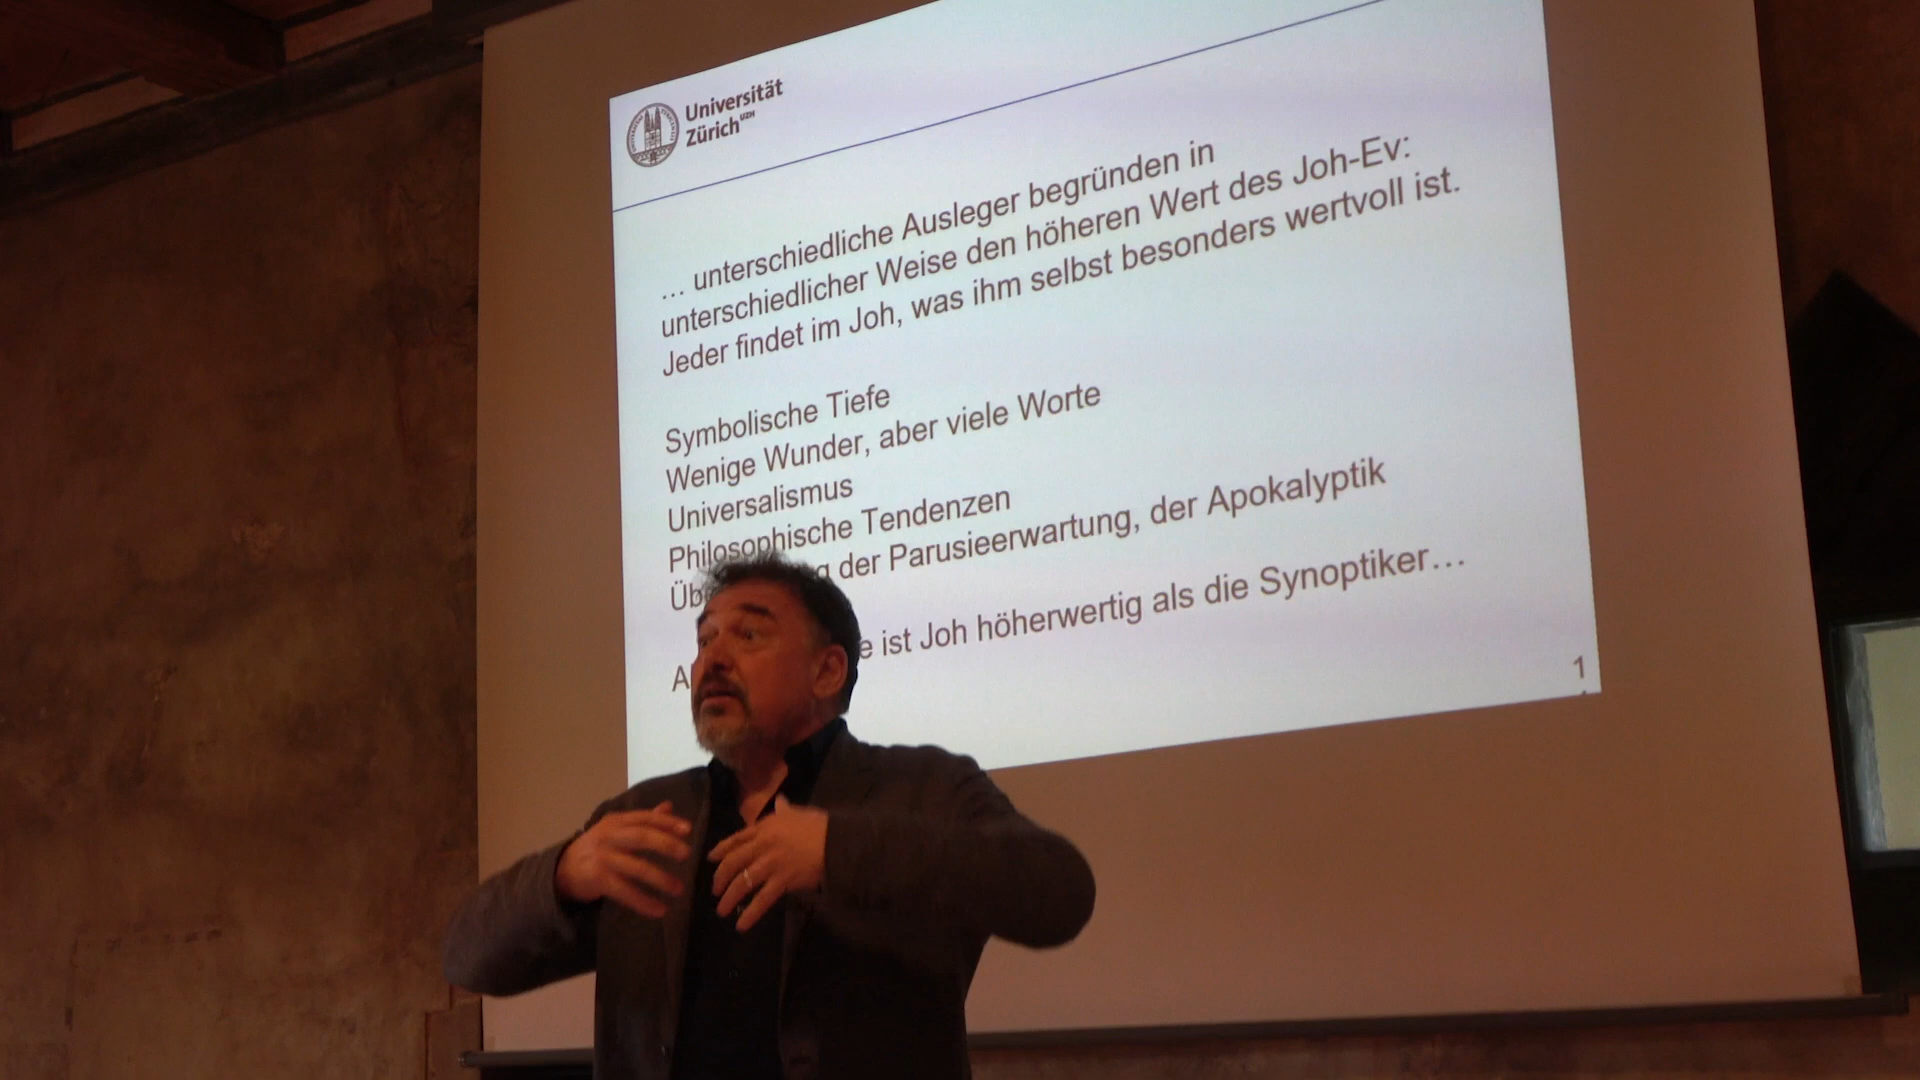 Universität
Zürich UZH
... unterschiedliche Ausleger begründen in
unterschiedlicher Weise den höheren Wert des Joh-Ev:
Jeder findet im Joh, was ihm selbst besonders wertvoll ist.
Symbolische Tiefe
Wenige Wunder, aber viele Worte
Universalismus
Philosophische Tendenzen
der Parusieerwartung, der Apokalyptik
ist Joh höherwertig als die Synoptiker...
1